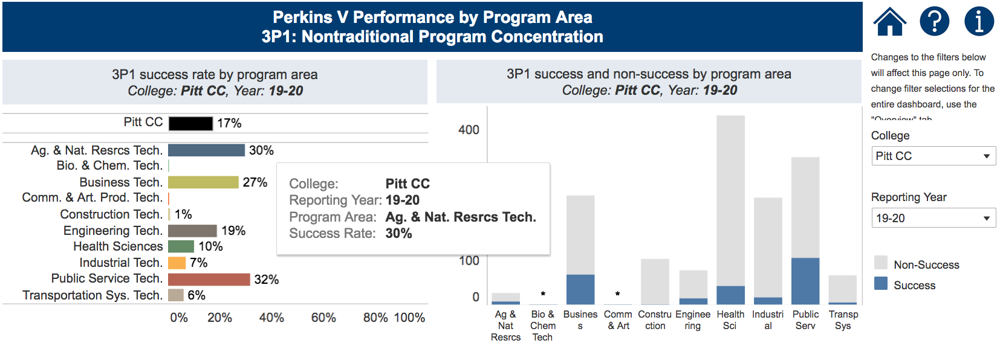 Perkins V Performance by Program Area
3P1: Nontraditional Program Concentration
3P1 success rate by program area
College: Pitt CC, Year: 19-20
Pitt CC 17%
Ag. & Nat. Resrcs Tech. 30%
Bio. & Chem. Tech.
Business Tech. 27%
Comm. & Art. Prod. Tech.
Construction Tech. 1%
Engineering Tech. 19%
Health Sciences 10%
Industrial Tech. 7%
Public Service Tech. 32%
Transportation Sys. Tech. 6%
0% 20% 40% 60% 80% 100%
College: Pitt CC
Reporting Year: 19-20
Program Area: Ag. & Nat. Resrcs Tech.
Success Rate: 30%
3P1 success and non-success by program area
College: Pitt CC, Year: 19-20
400
100
0
* *
Ag &
Nat
Resrcs
Bio &
Chem
Tech
Busines
s
Comm
& Art
Constru
ction
Enginee
ring
Health
Sci
Industri
al
Public
Serv
Transp
Sys
?
i
Changes to the filters below
will affect this page only. To
change filter selections for the
entire dashboard, use the
"Overview" tab
College
Pitt CC
Reporting Year
19-20
Non-Success
Success